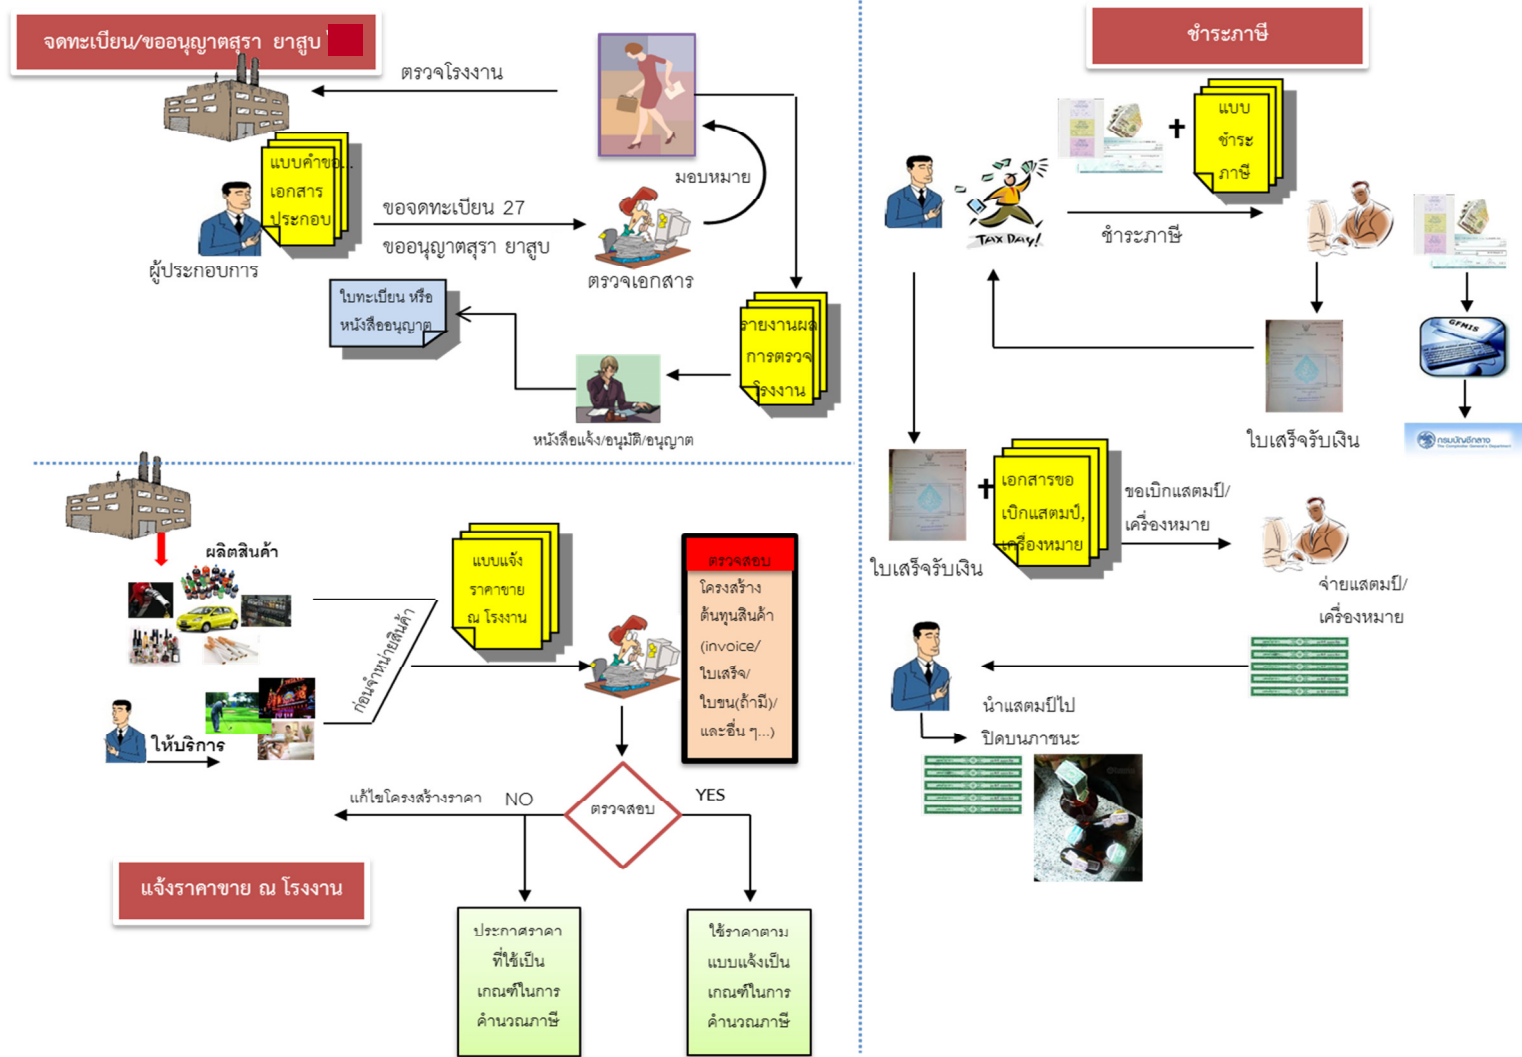 จดทะเบียน/ขออนุญาตสุรา ยาสูบ
ตรวจโรงงาน
แบบคำขอ...
เอกสาร
ประกอบ
ผู้ประกอบการ
ขอจดทะเบียน 27
ขออนุญาตสุรา ยาสูบ
มอบหมาย
ตรวจเอกสาร
ใบทะเบียน หรือ
หนังสืออนุญาต
รายงานผล
การตรวจ
โรงงาน
หนังสือแจ้ง/อนุมัติ/อนุญาต
ผลิตสินค้า
ให้บริการ
ก่อนจำหน่ายสินค้า
แบบแจ้ง
ราคาขาย
ณ โรงงาน
ตรวจสอบ
โครงสร้าง
ต้นทุนสินค้า
(invoice/
ใบเสร็จ/
ใบขน(ถ้ามี)/
และอื่น ๆ...)
แก้ไขโครงสร้างราคา
NO
ตรวจสอบ
YES
แจ้งราคาขาย ณ โรงงาน
ประกาศราคา
ที่ใช้เป็น
เกณฑ์ในการ
คำนวณภาษี
ใช้ราคาตาม
แบบแจ้งเป็น
เกณฑ์ในการ
คำนวณภาษี
ชำระภาษี
แบบ
ชำระ
ภาษี
TAX DAY!
ชำระภาษี
GFMIS
ใบเสร็จรับเงิน
กรมบัญชีกลาง
The Comptroller General's Department
ใบเสร็จรับเงิน
เอกสารขอ
เบิกแสตมป์,
เครื่องหมาย
ขอเบิกแสตมป์/
เครื่องหมาย
จ่ายแสตมป์/
เครื่องหมาย
นำแสตมป์ไป
ปิดบนภาชนะ